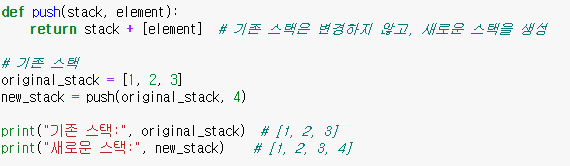 def push(stack, element):
    return stack + [element]  # 기존 스택은 변경하지 않고, 새로운 스택을 생성
# 기존 스택
original_stack = [1, 2, 3]
new_stack = push(original_stack, 4)
print("기존 스택:", original_stack)  # [1, 2, 3]
print("새로운 스택:", new_stack)    # [1, 2, 3, 4]